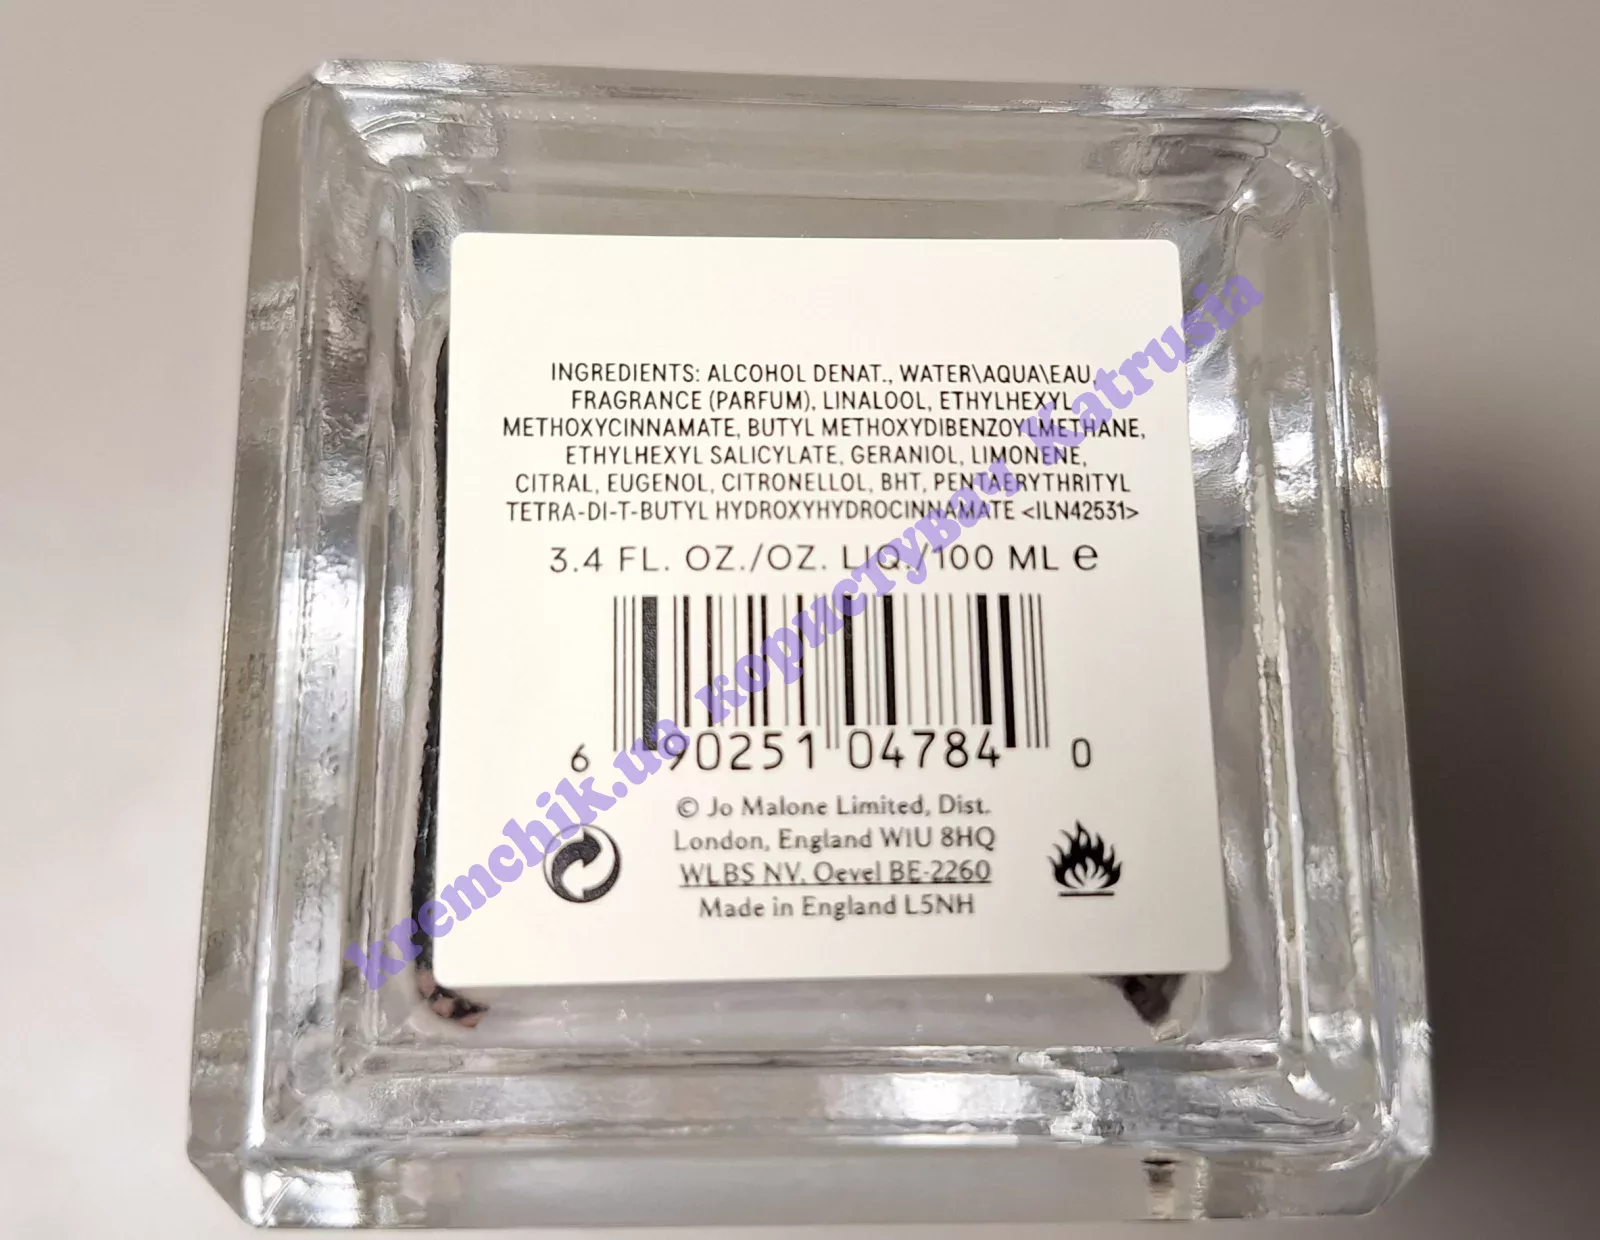 INGREDIENTS: ALCOHOL DENAT., WATER\AQUA\EAU,
FRAGRANCE (PARFUM), LINALOOL, ETHYLHEXYL
METHOXYCINNAMATE, BUTYL METHOXYDIBENZOYLMETHANE,
ETHYLHEXYL SALICYLATE, GERANIOL, LIMONENE,
CITRAL, EUGENOL, CITRONELLOL, BHT, PENTAERYTHRITYL
TETRA-DI-T-BUTYL HYDROXYHYDROCINNAMATE <ILN42531>
3.4 FL. OZ./OZ. LIQ./100 ML e
6 90251 04784 0
© Jo Malone Limited, Dist.
London, England W1U 8HQ
WLBS NV, Oevel BE-2260
Made in England L5NH
kremchik.ua користувач Katrusia